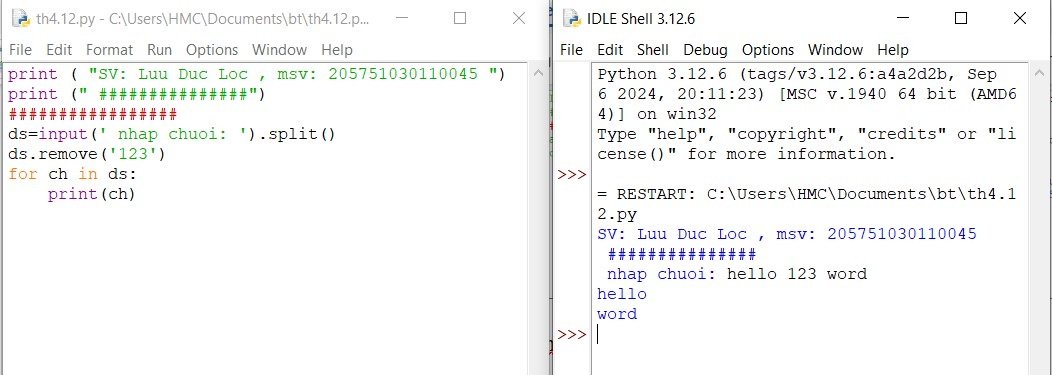 th4.12.py - C:\Users\HMC\Documents\bt\th4.12.p...
File Edit Format Run Options Window Help
print ( "SV: Luu Duc Loc , msv: 205751030110045 ")
print (" ###############")
#################
ds=input(' nhap chuoi: ').split()
ds.remove('123')
for ch in ds:
    print(ch)
IDLE Shell 3.12.6
File Edit Shell Debug Options Window Help
Python 3.12.6 (tags/v3.12.6:a4a2d2b, Sep
6 2024, 20:11:23) [MSC v.1940 64 bit (AMD6
4)] on win32
Type "help", "copyright", "credits" or "li
cense()" for more information.
>>>
= RESTART: C:\Users\HMC\Documents\bt\th4.1
2.py
SV: Luu Duc Loc , msv: 205751030110045
 ###############
 nhap chuoi: hello 123 word
hello
word
>>>